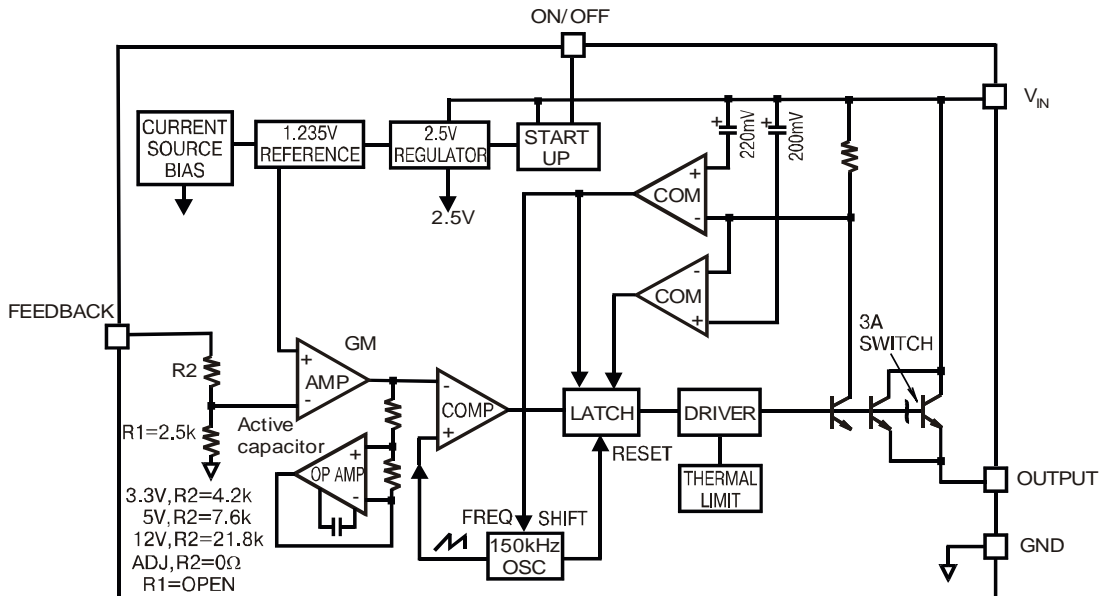 ON/OFF
V_IN
CURRENT
SOURCE
BIAS
1.235V
REFERENCE
2.5V
REGULATOR
START
UP
+
220mV
+
200mV
2.5V
+
COM
-
-
COM
+
FEEDBACK
3A
SWITCH
GM
R2
+
AMP
-
-
COMP
+
LATCH
DRIVER
R1=2.5k
Active
capacitor
RESET
+
OP AMP
-
THERMAL
LIMIT
OUTPUT
3.3V,R2=4.2k
5V,R2=7.6k
12V,R2=21.8k
ADJ,R2=0Ω
R1=OPEN
FREQ SHIFT
150kHz
OSC
GND